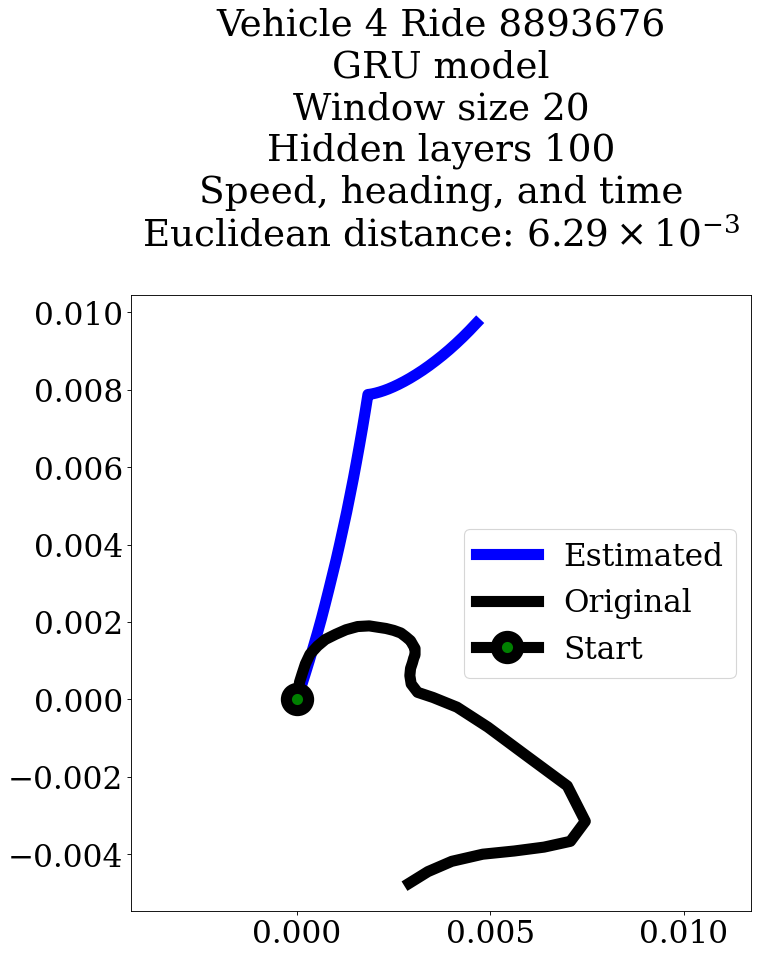 Vehicle 4 Ride 8893676
GRU model
Window size 20
Hidden layers 100
Speed, heading, and time
Euclidean distance: 6.29 × 10⁻³
0.010
0.008
0.006
0.004
0.002
0.000
−0.002
−0.004
Estimated
Original
Start
0.000 0.005 0.010